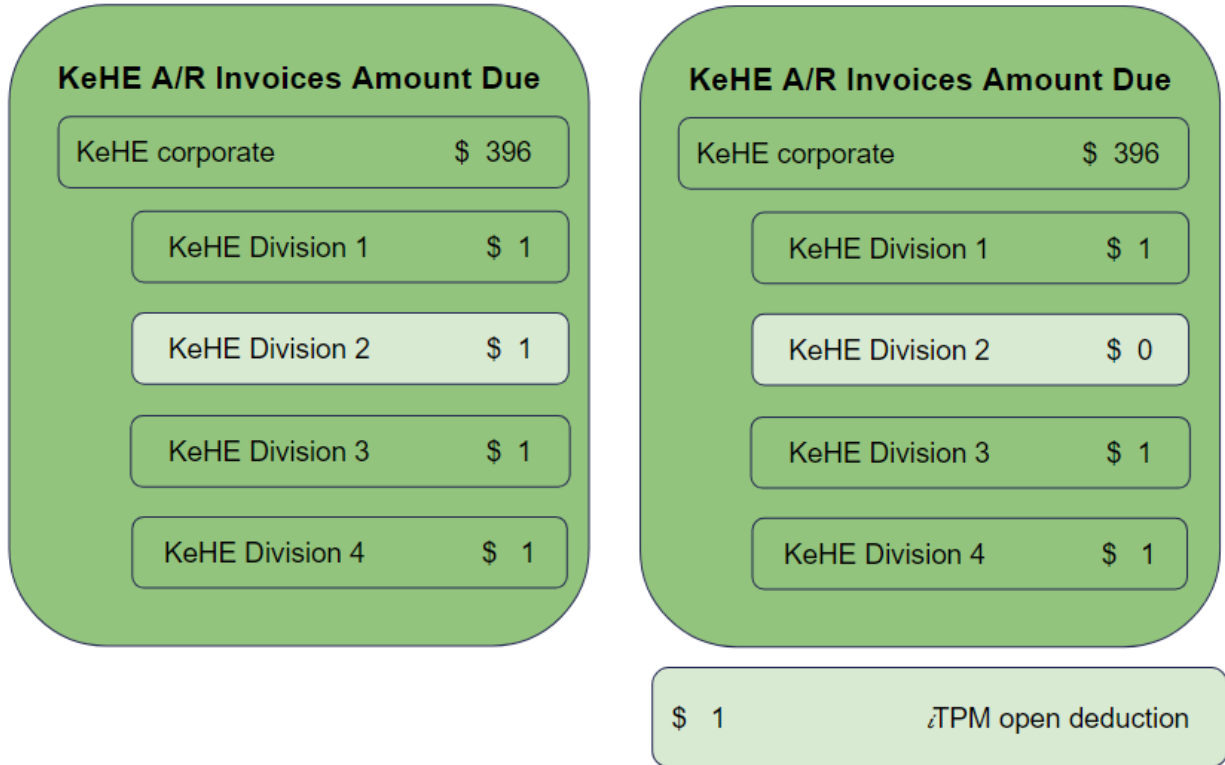 KeHE A/R Invoices Amount Due
KeHE corporate $ 396
KeHE Division 1 $ 1
KeHE Division 2 $ 1
KeHE Division 3 $ 1
KeHE Division 4 $ 1
KeHE A/R Invoices Amount Due
KeHE corporate $ 396
KeHE Division 1 $ 1
KeHE Division 2 $ 0
KeHE Division 3 $ 1
KeHE Division 4 $ 1
$ 1 iTPM open deduction